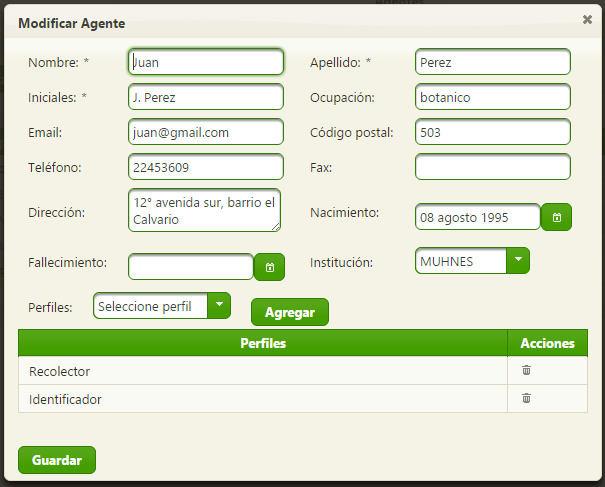 Modificar Agente
Nombre: * Juan Apellido: * Perez
Iniciales: * J. Perez Ocupación: botanico
Email: juan@gmail.com Código postal: 503
Teléfono: 22453609 Fax:
Dirección: 12° avenida sur, barrio el
Calvario
Nacimiento: 08 agosto 1995
Fallecimiento: Institución: MUHNES
Perfiles: Seleccione perfil Agregar
Perfiles Acciones
Recolector
Identificador
Guardar